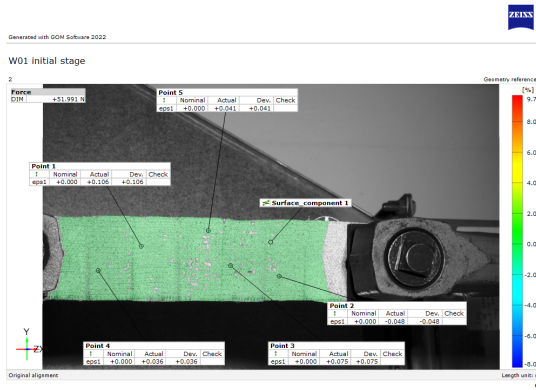 ZEISS
Generated with GOM Software 2022
W01 initial stage
2
Geometry reference
Force
DIM +51.991 N
Point 5
Nominal Actual Dev. Check
eps1 +0.000 +0.041 +0.041
[%]
9.7
8.0
6.0
4.0
2.0
0.0
-2.0
-4.0
-6.0
-8.0
Point 1
Nominal Actual Dev. Check
eps1 +0.000 +0.106 +0.106
Surface_component 1
Point 2
Nominal Actual Dev. Check
eps1 +0.000 -0.048 -0.048
Y
ZX
Point 4
Nominal Actual Dev. Check
eps1 +0.000 +0.036 +0.036
Point 3
Nominal Actual Dev. Check
eps1 +0.000 +0.075 +0.075
Original alignment
Length unit: